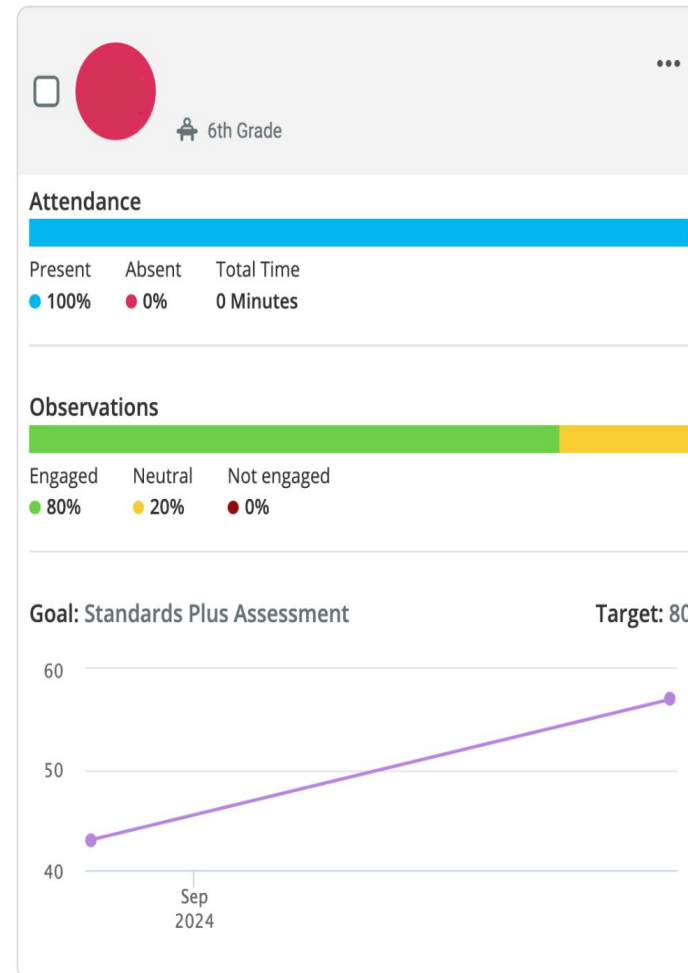 •••
6th Grade
Attendance
Present Absent Total Time
100% 0% 0 Minutes
Observations
Engaged Neutral Not engaged
80% 20% 0%
Goal: Standards Plus Assessment Target: 80
60
50
40
Sep
2024